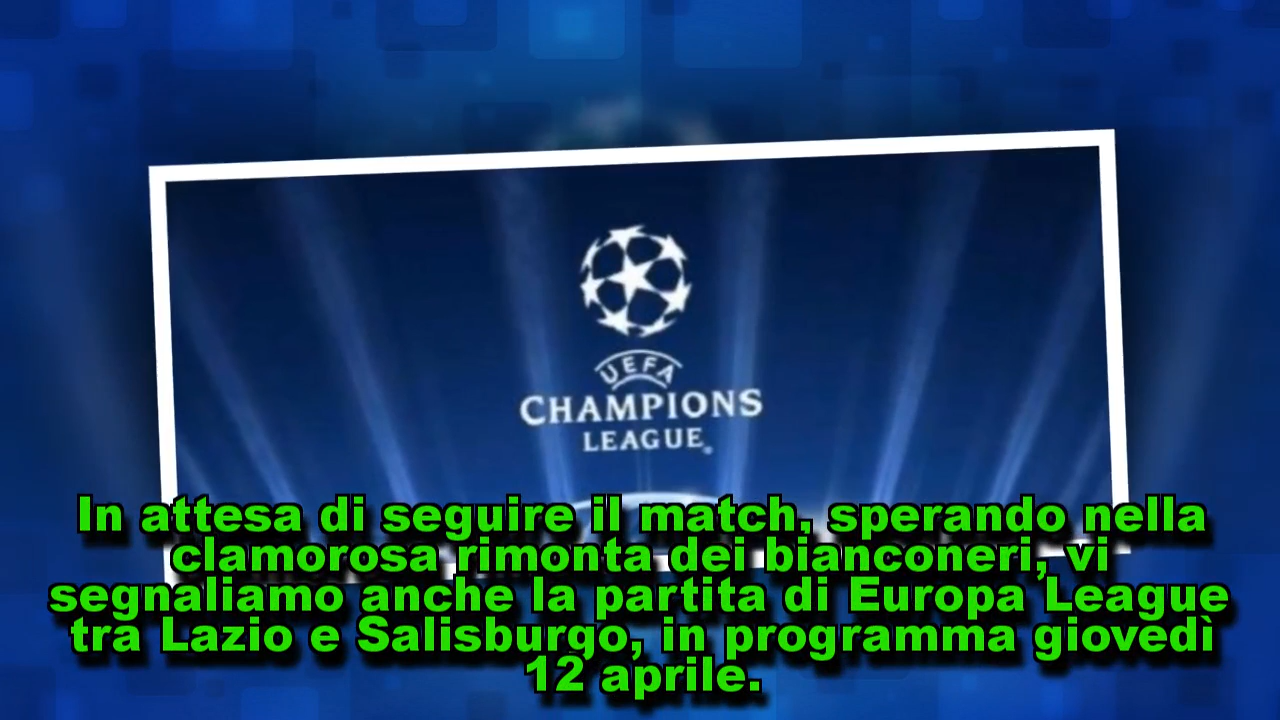 UEFA
CHAMPIONS
LEAGUE
In attesa di seguire il match, sperando nella
clamorosa rimonta dei bianconeri, vi
segnaliamo anche la partita di Europa League
tra Lazio e Salisburgo, in programma giovedì
12 aprile.